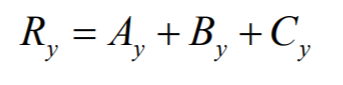 R_y = A_y + B_y + C_y